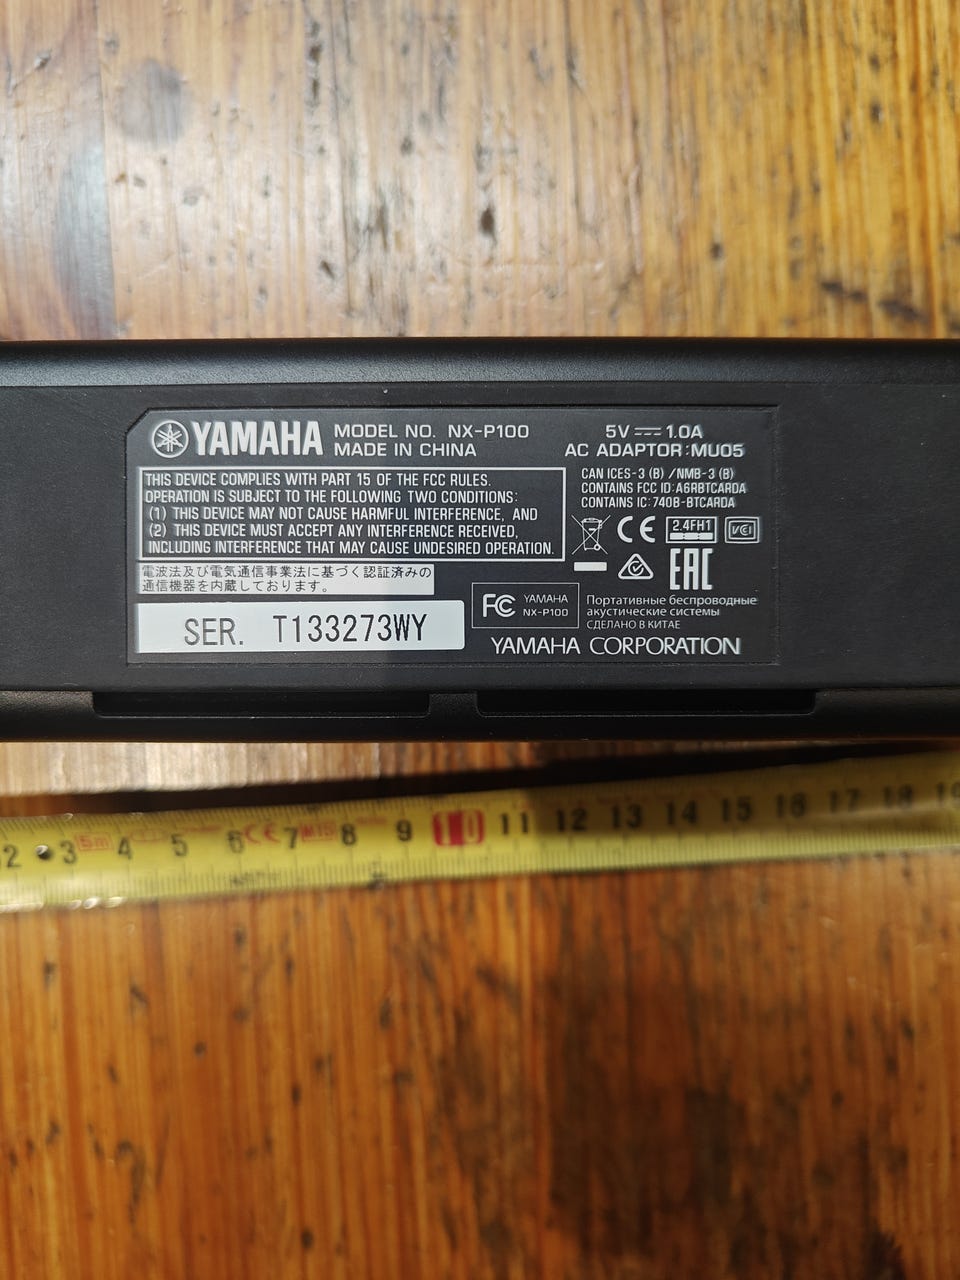 YAMAHA MODEL NO. NX-P100
MADE IN CHINA
5V 1.0A
AC ADAPTOR:MU05
THIS DEVICE COMPLIES WITH PART 15 OF THE FCC RULES.
OPERATION IS SUBJECT TO THE FOLLOWING TWO CONDITIONS:
(1) THIS DEVICE MAY NOT CAUSE HARMFUL INTERFERENCE, AND
(2) THIS DEVICE MUST ACCEPT ANY INTERFERENCE RECEIVED,
INCLUDING INTERFERENCE THAT MAY CAUSE UNDESIRED OPERATION.
CAN ICES-3 (B) /NMB-3 (B)
CONTAINS FCC ID:A6RBTCARDA
CONTAINS IC:740B-BTCARDA
CE 2.4FH1 VCCI
EAC
電波法及び電気通信事業法に基づく認証済みの
通信機器を内蔵しております。
SER. T133273WY
FC YAMAHA
NX-P100
Портативные беспроводные
акустические системы
СДЕЛАНО В КИТАЕ
YAMAHA CORPORATION
2 3 5m 4 5 6 CE 7 M15 8 9 10 11 12 13 14 15 16 17 18 19